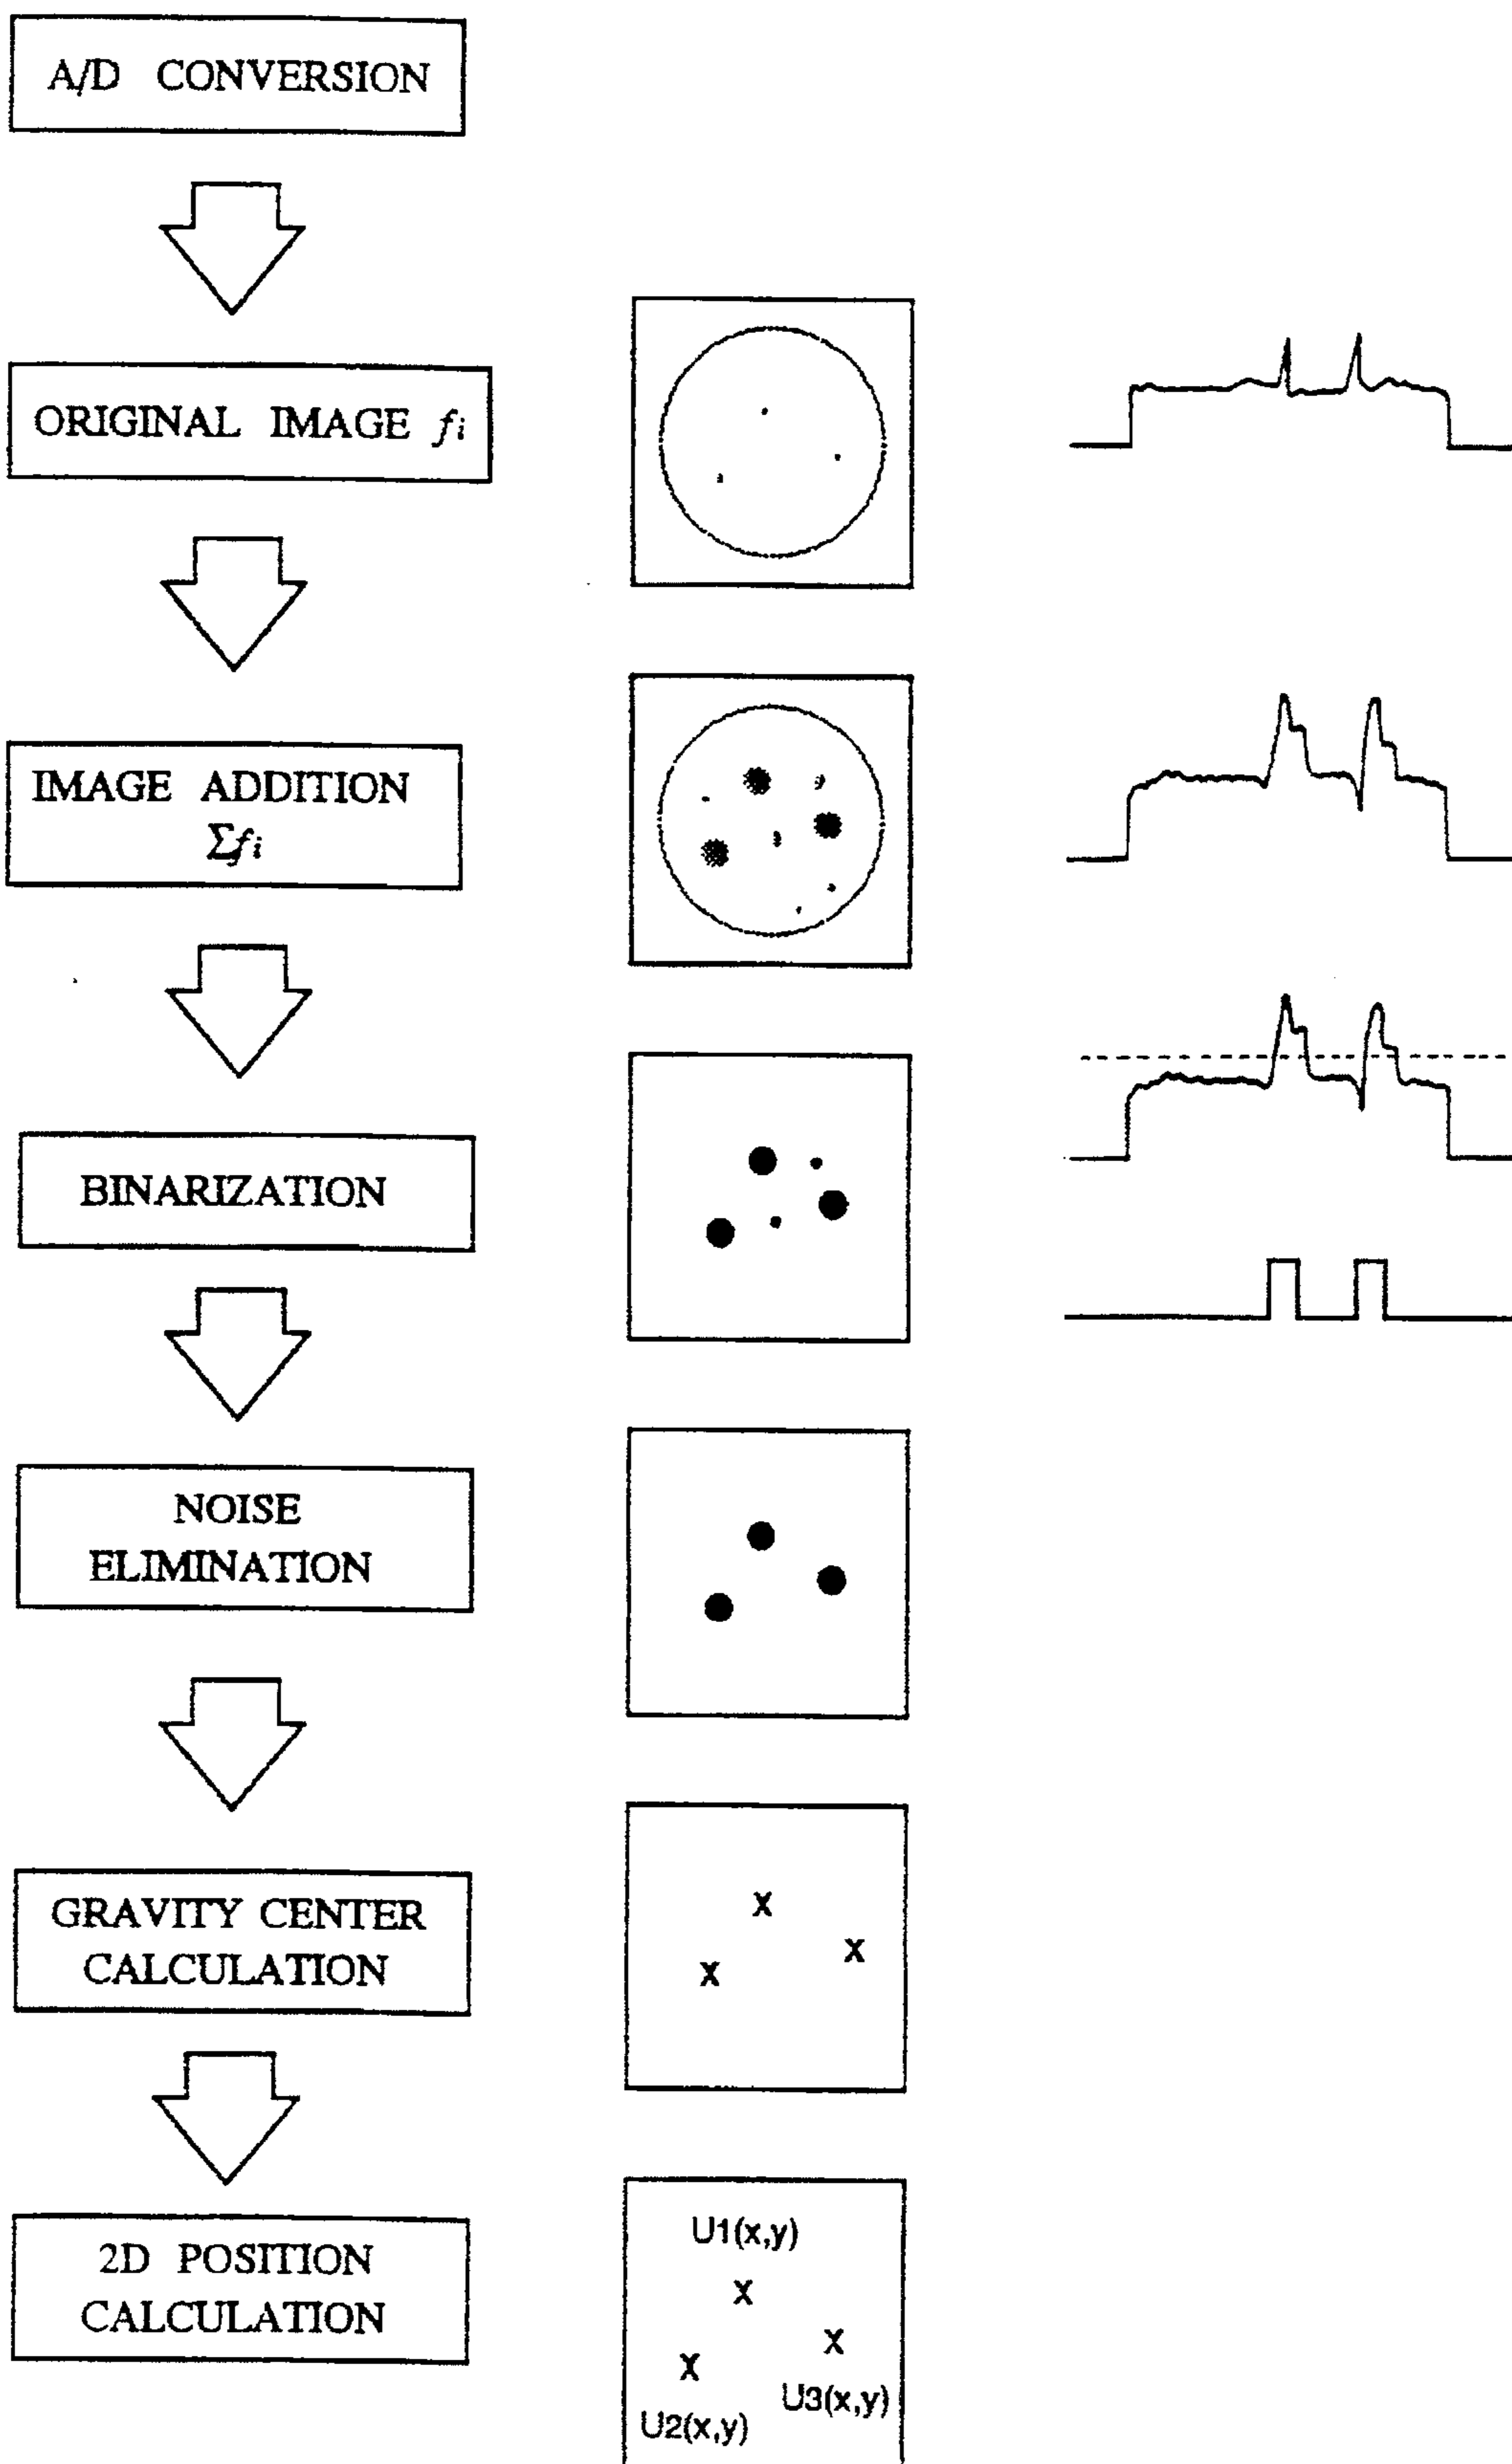 A/D CONVERSION
ORIGINAL IMAGE fi
IMAGE ADDITION
Σfi
BINARIZATION
NOISE
ELIMINATION
GRAVITY CENTER
CALCULATION
X
X
X
2D POSITION
CALCULATION
U1(x,y)
X
X
X
U3(x,y)
U2(x,y)